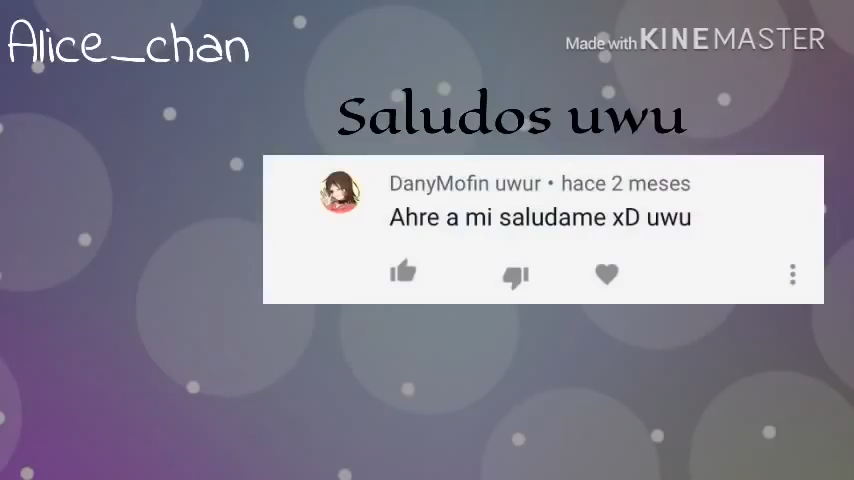 Alice_chan
Made with KINEMASTER
Saludos uwu
DanyMofin uwur • hace 2 meses
Ahre a mi saludame xD uwu